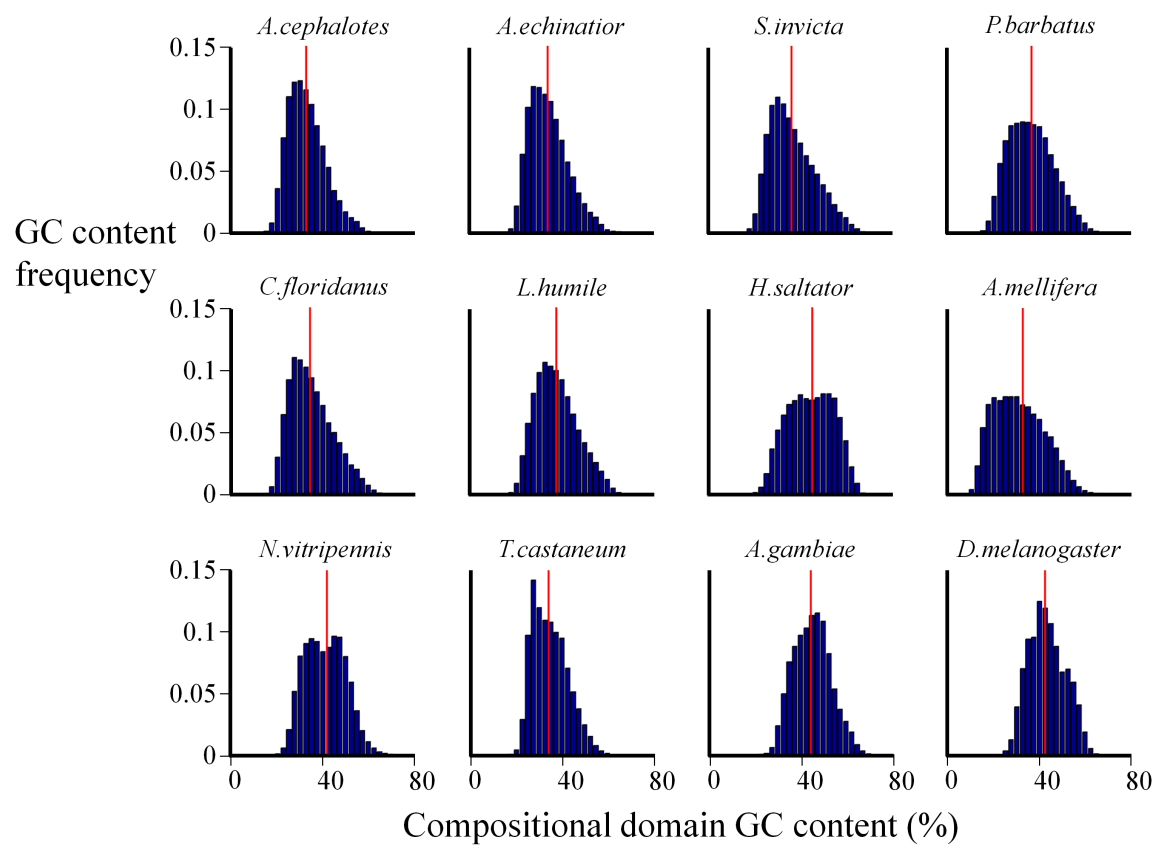 A.cephalotes A.echinatior S.invicta P.barbatus
0.15
0.1
0.05
0
GC content
frequency
C.floridanus L.humile H.saltator A.mellifera
0.15
0.1
0.05
0
N.vitripennis T.castaneum A.gambiae D.melanogaster
0.15
0.1
0.05
0
0 40 80 0 40 80 0 40 80 0 40 80
Compositional domain GC content (%)